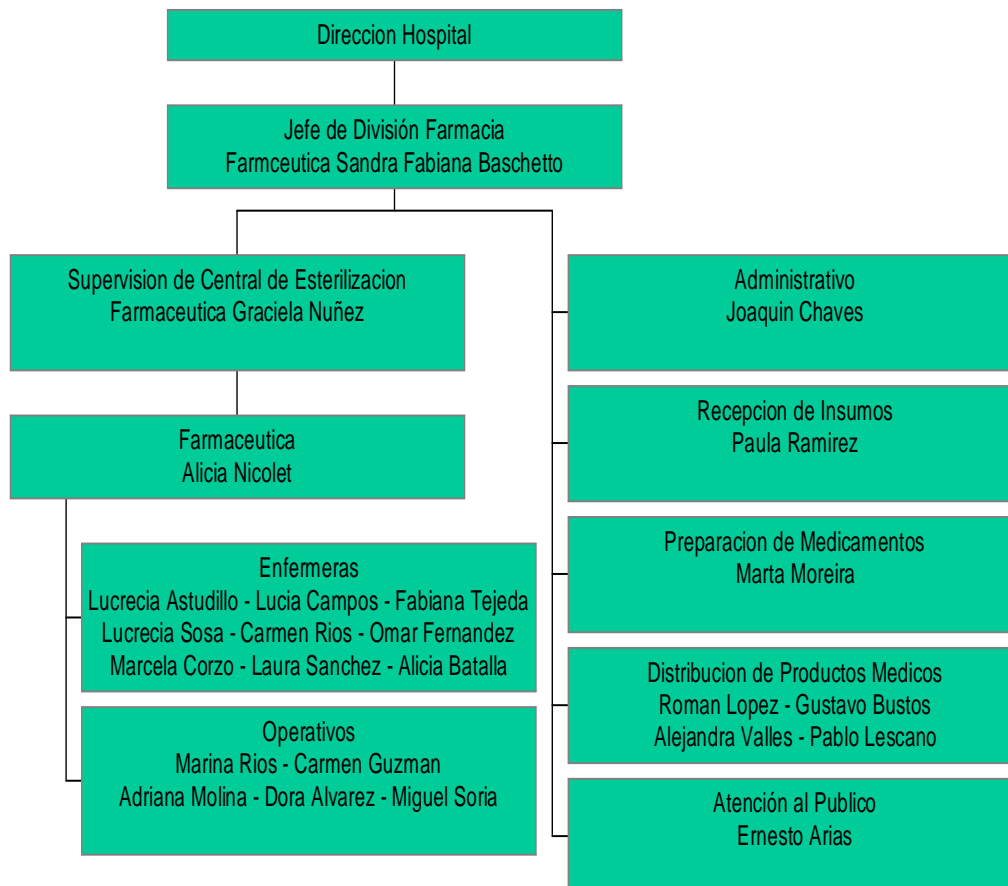 Direccion Hospital
Jefe de División Farmacia
Farmceutica Sandra Fabiana Baschetto
Supervision de Central de Esterilizacion
Farmaceutica Graciela Nuñez
Farmaceutica
Alicia Nicolet
Enfermeras
Lucrecia Astudillo - Lucia Campos - Fabiana Tejeda
Lucrecia Sosa - Carmen Rios - Omar Fernandez
Marcela Corzo - Laura Sanchez - Alicia Batalla
Operativos
Marina Rios - Carmen Guzman
Adriana Molina - Dora Alvarez - Miguel Soria
Administrativo
Joaquin Chaves
Recepcion de Insumos
Paula Ramirez
Preparacion de Medicamentos
Marta Moreira
Distribucion de Productos Medicos
Roman Lopez - Gustavo Bustos
Alejandra Valles - Pablo Lescano
Atención al Publico
Ernesto Arias